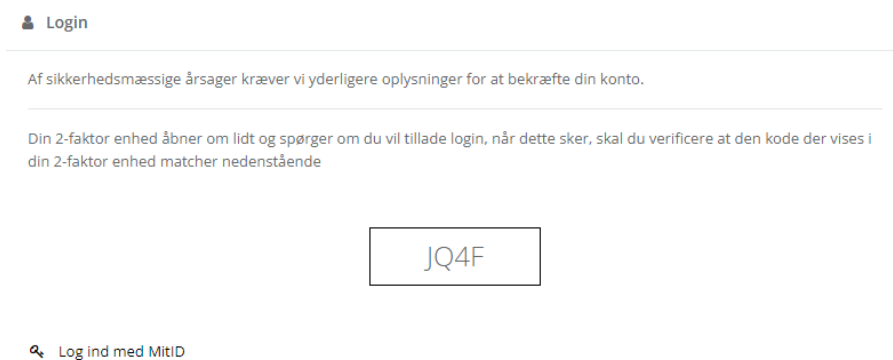 Login
Af sikkerhedsmæssige årsager kræver vi yderligere oplysninger for at bekræfte din konto.
Din 2-faktor enhed åbner om lidt og spørger om du vil tillade login, når dette sker, skal du verificere at den kode der vises i
din 2-faktor enhed matcher nedenstående
JQ4F
Log ind med MitID